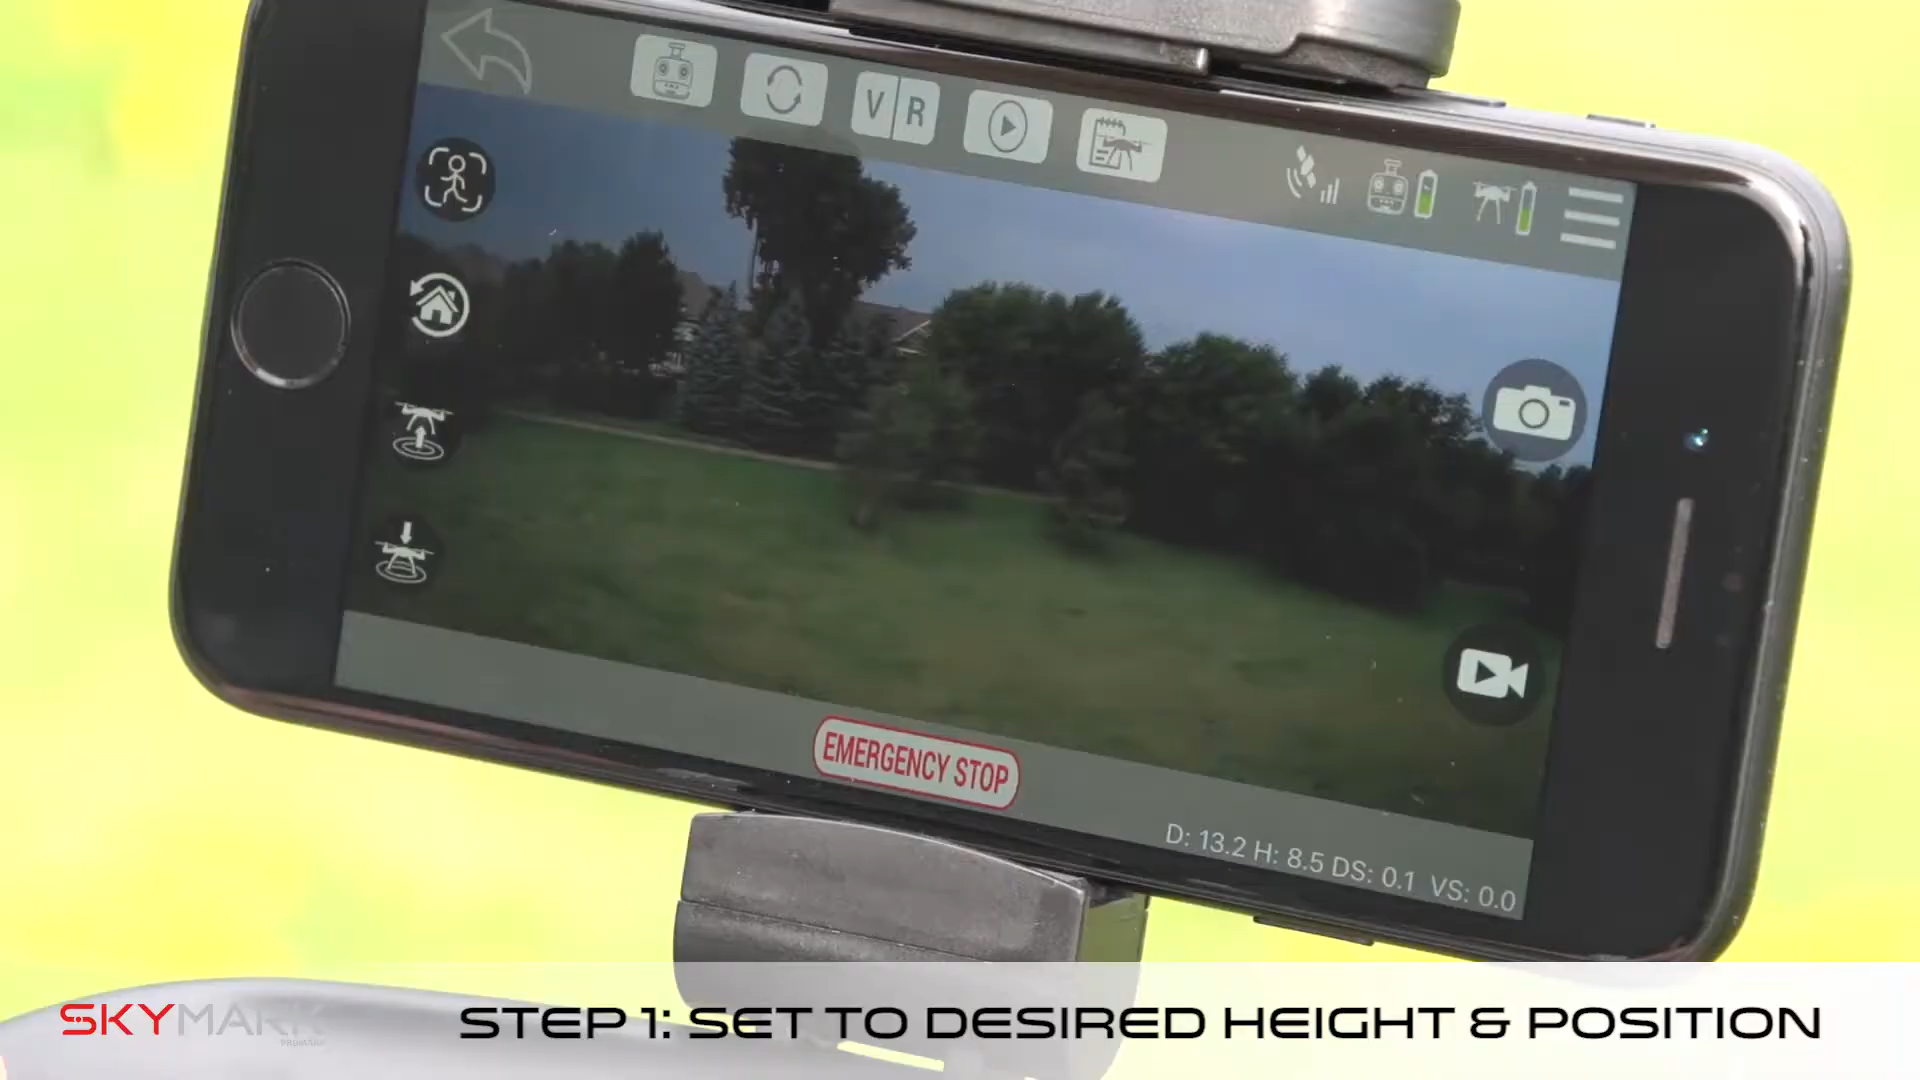 V R
EMERGENCY STOP
D: 13.2 H: 8.5 DS: 0.1 VS: 0.0
SKYMARK
STEP 1: SET TO DESIRED HEIGHT & POSITION